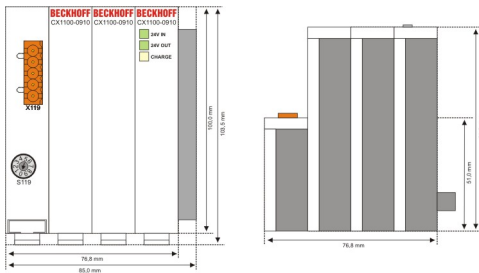 BECKHOFF BECKHOFF BECKHOFF
CX1100-0910 CX1100-0910 CX1100-0910
24V IN
24V OUT
CHARGE
X119
S119
100,0 mm
103,5 mm
76,8 mm
85,0 mm
51,0 mm
76,8 mm